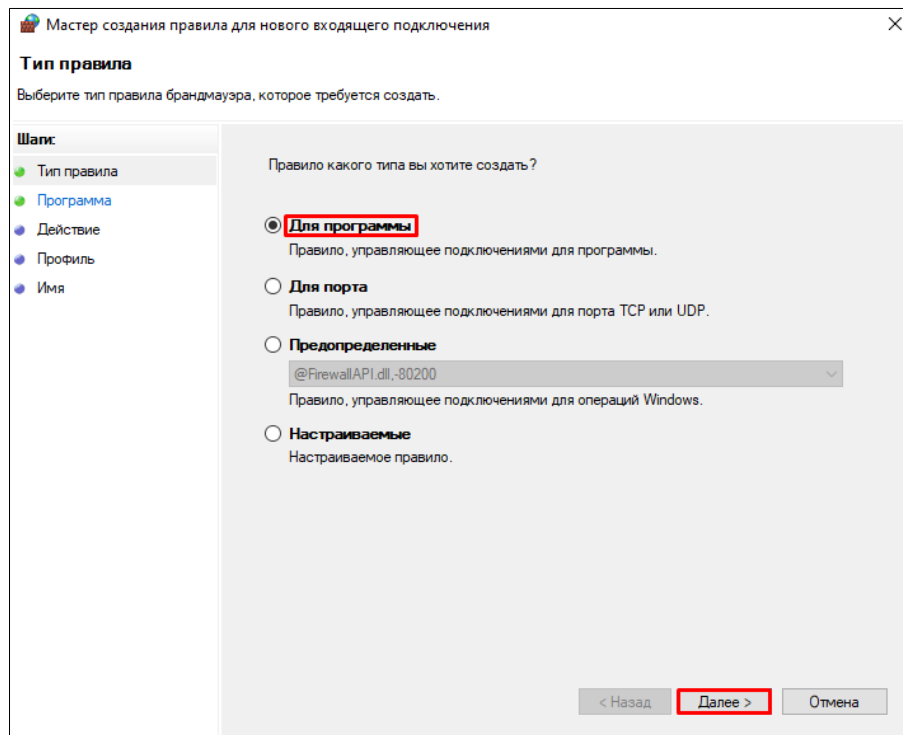 Мастер создания правила для нового входящего подключения
Тип правила
Выберите тип правила брандмауэра, которое требуется создать.
Шаги:
Тип правила
Программа
Действие
Профиль
Имя
Правило какого типа вы хотите создать?
Для программы
Правило, управляющее подключениями для программы.
Для порта
Правило, управляющее подключениями для порта TCP или UDP.
Предопределенные
@FirewallAPI.dll,-80200
Правило, управляющее подключениями для операций Windows.
Настраиваемые
Настраиваемое правило.
< Назад
Далее >
Отмена